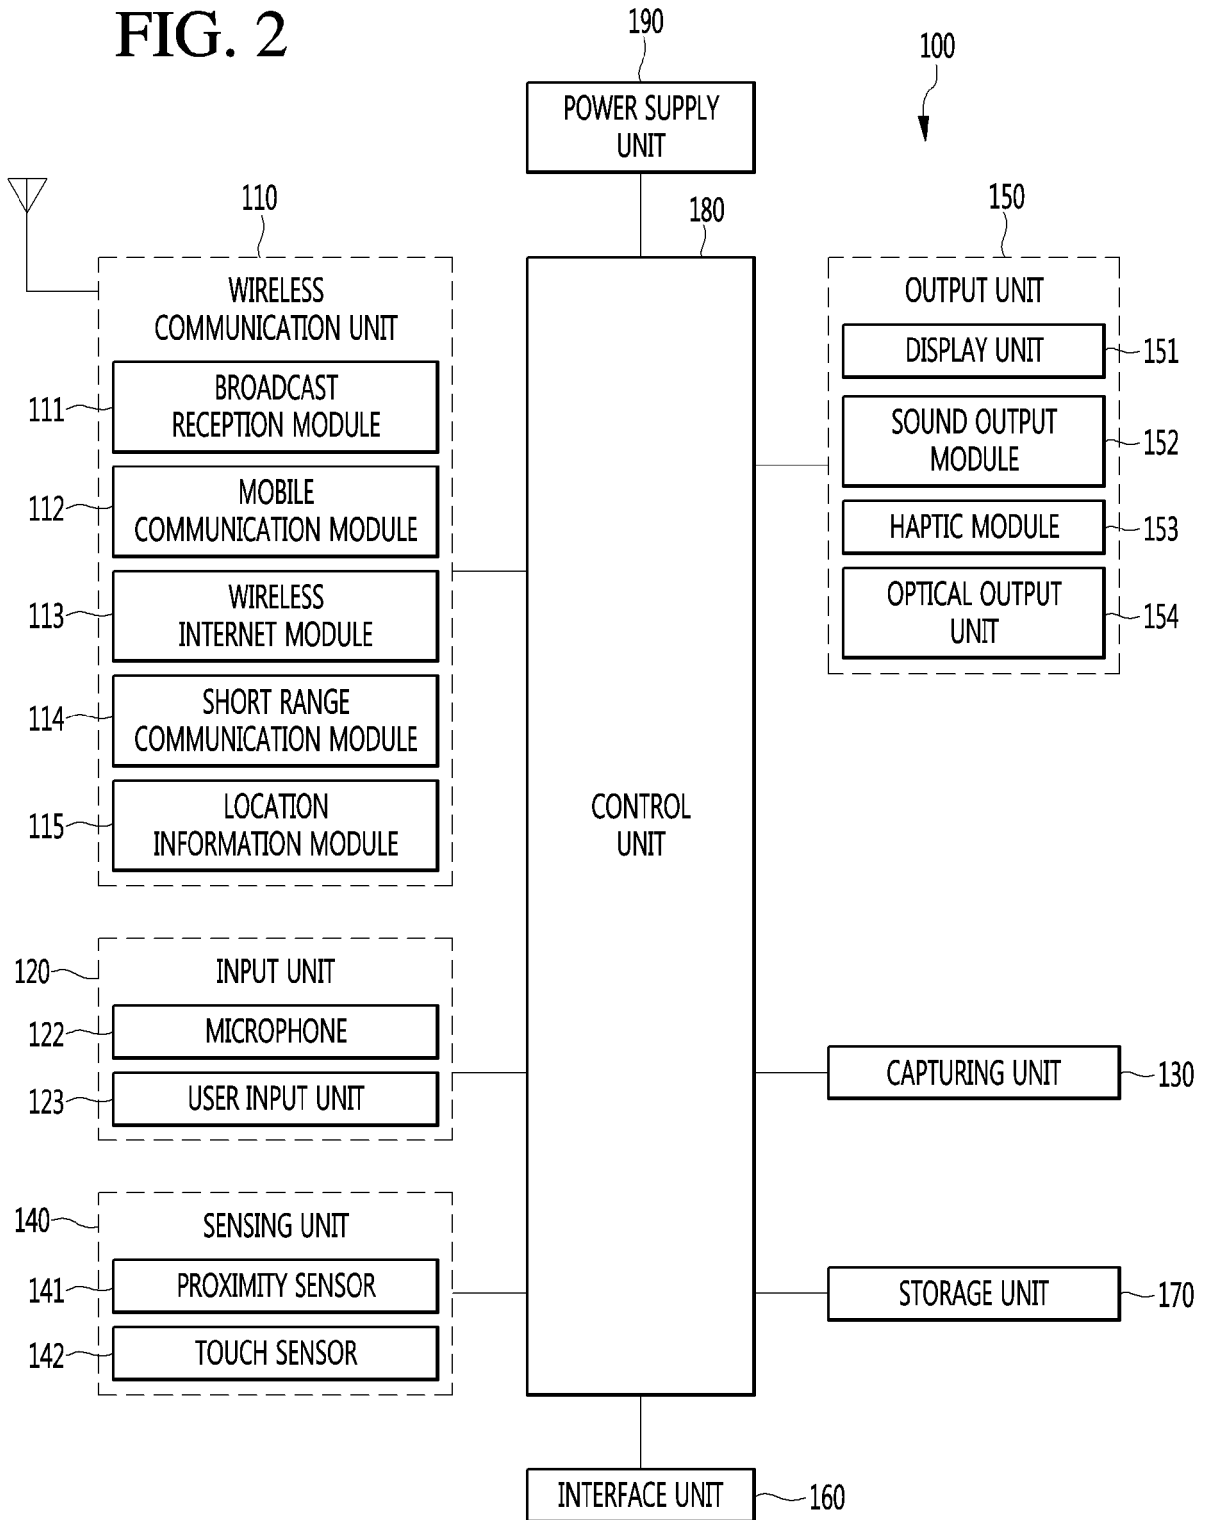 FIG. 2
190
100
POWER SUPPLY
UNIT
110
180
150
WIRELESS
COMMUNICATION UNIT
111
BROADCAST
RECEPTION MODULE
112
MOBILE
COMMUNICATION MODULE
113
WIRELESS
INTERNET MODULE
114
SHORT RANGE
COMMUNICATION MODULE
115
LOCATION
INFORMATION MODULE
120
INPUT UNIT
122
MICROPHONE
123
USER INPUT UNIT
140
SENSING UNIT
141
PROXIMITY SENSOR
142
TOUCH SENSOR
CONTROL
UNIT
OUTPUT UNIT
DISPLAY UNIT
151
SOUND OUTPUT
MODULE
152
HAPTIC MODULE
153
OPTICAL OUTPUT
UNIT
154
CAPTURING UNIT
130
STORAGE UNIT
170
INTERFACE UNIT
160